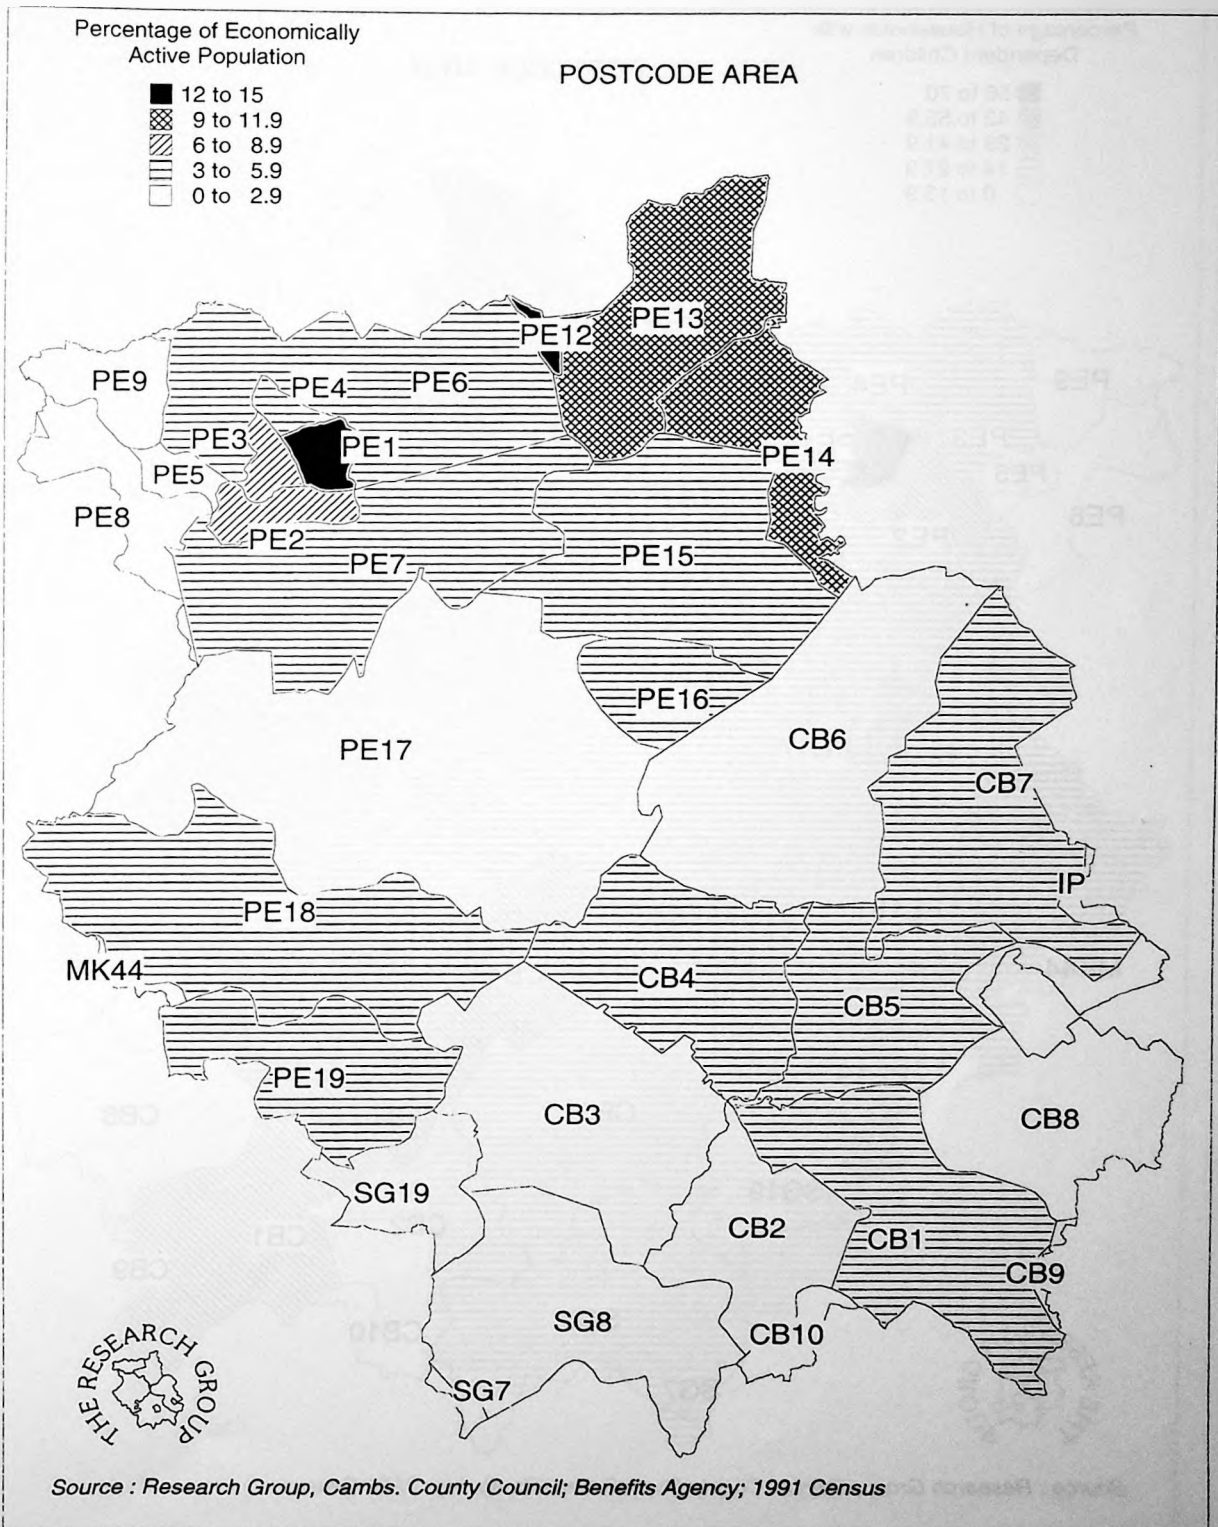 Percentage of Economically
Active Population
12 to 15
9 to 11.9
6 to 8.9
3 to 5.9
0 to 2.9
POSTCODE AREA
PE12
PE13
PE9
PE4
PE6
PE3
PE1
PE14
PE5
PE8
PE2
PE7
PE15
PE16
PE17
CB6
CB7
IP
PE18
MK44
CB4
CB5
PE19
CB3
CB8
SG19
CB2
CB1
CB9
SG8
CB10
SG7
THE RESEARCH GROUP
Source : Research Group, Cambs. County Council; Benefits Agency; 1991 Census